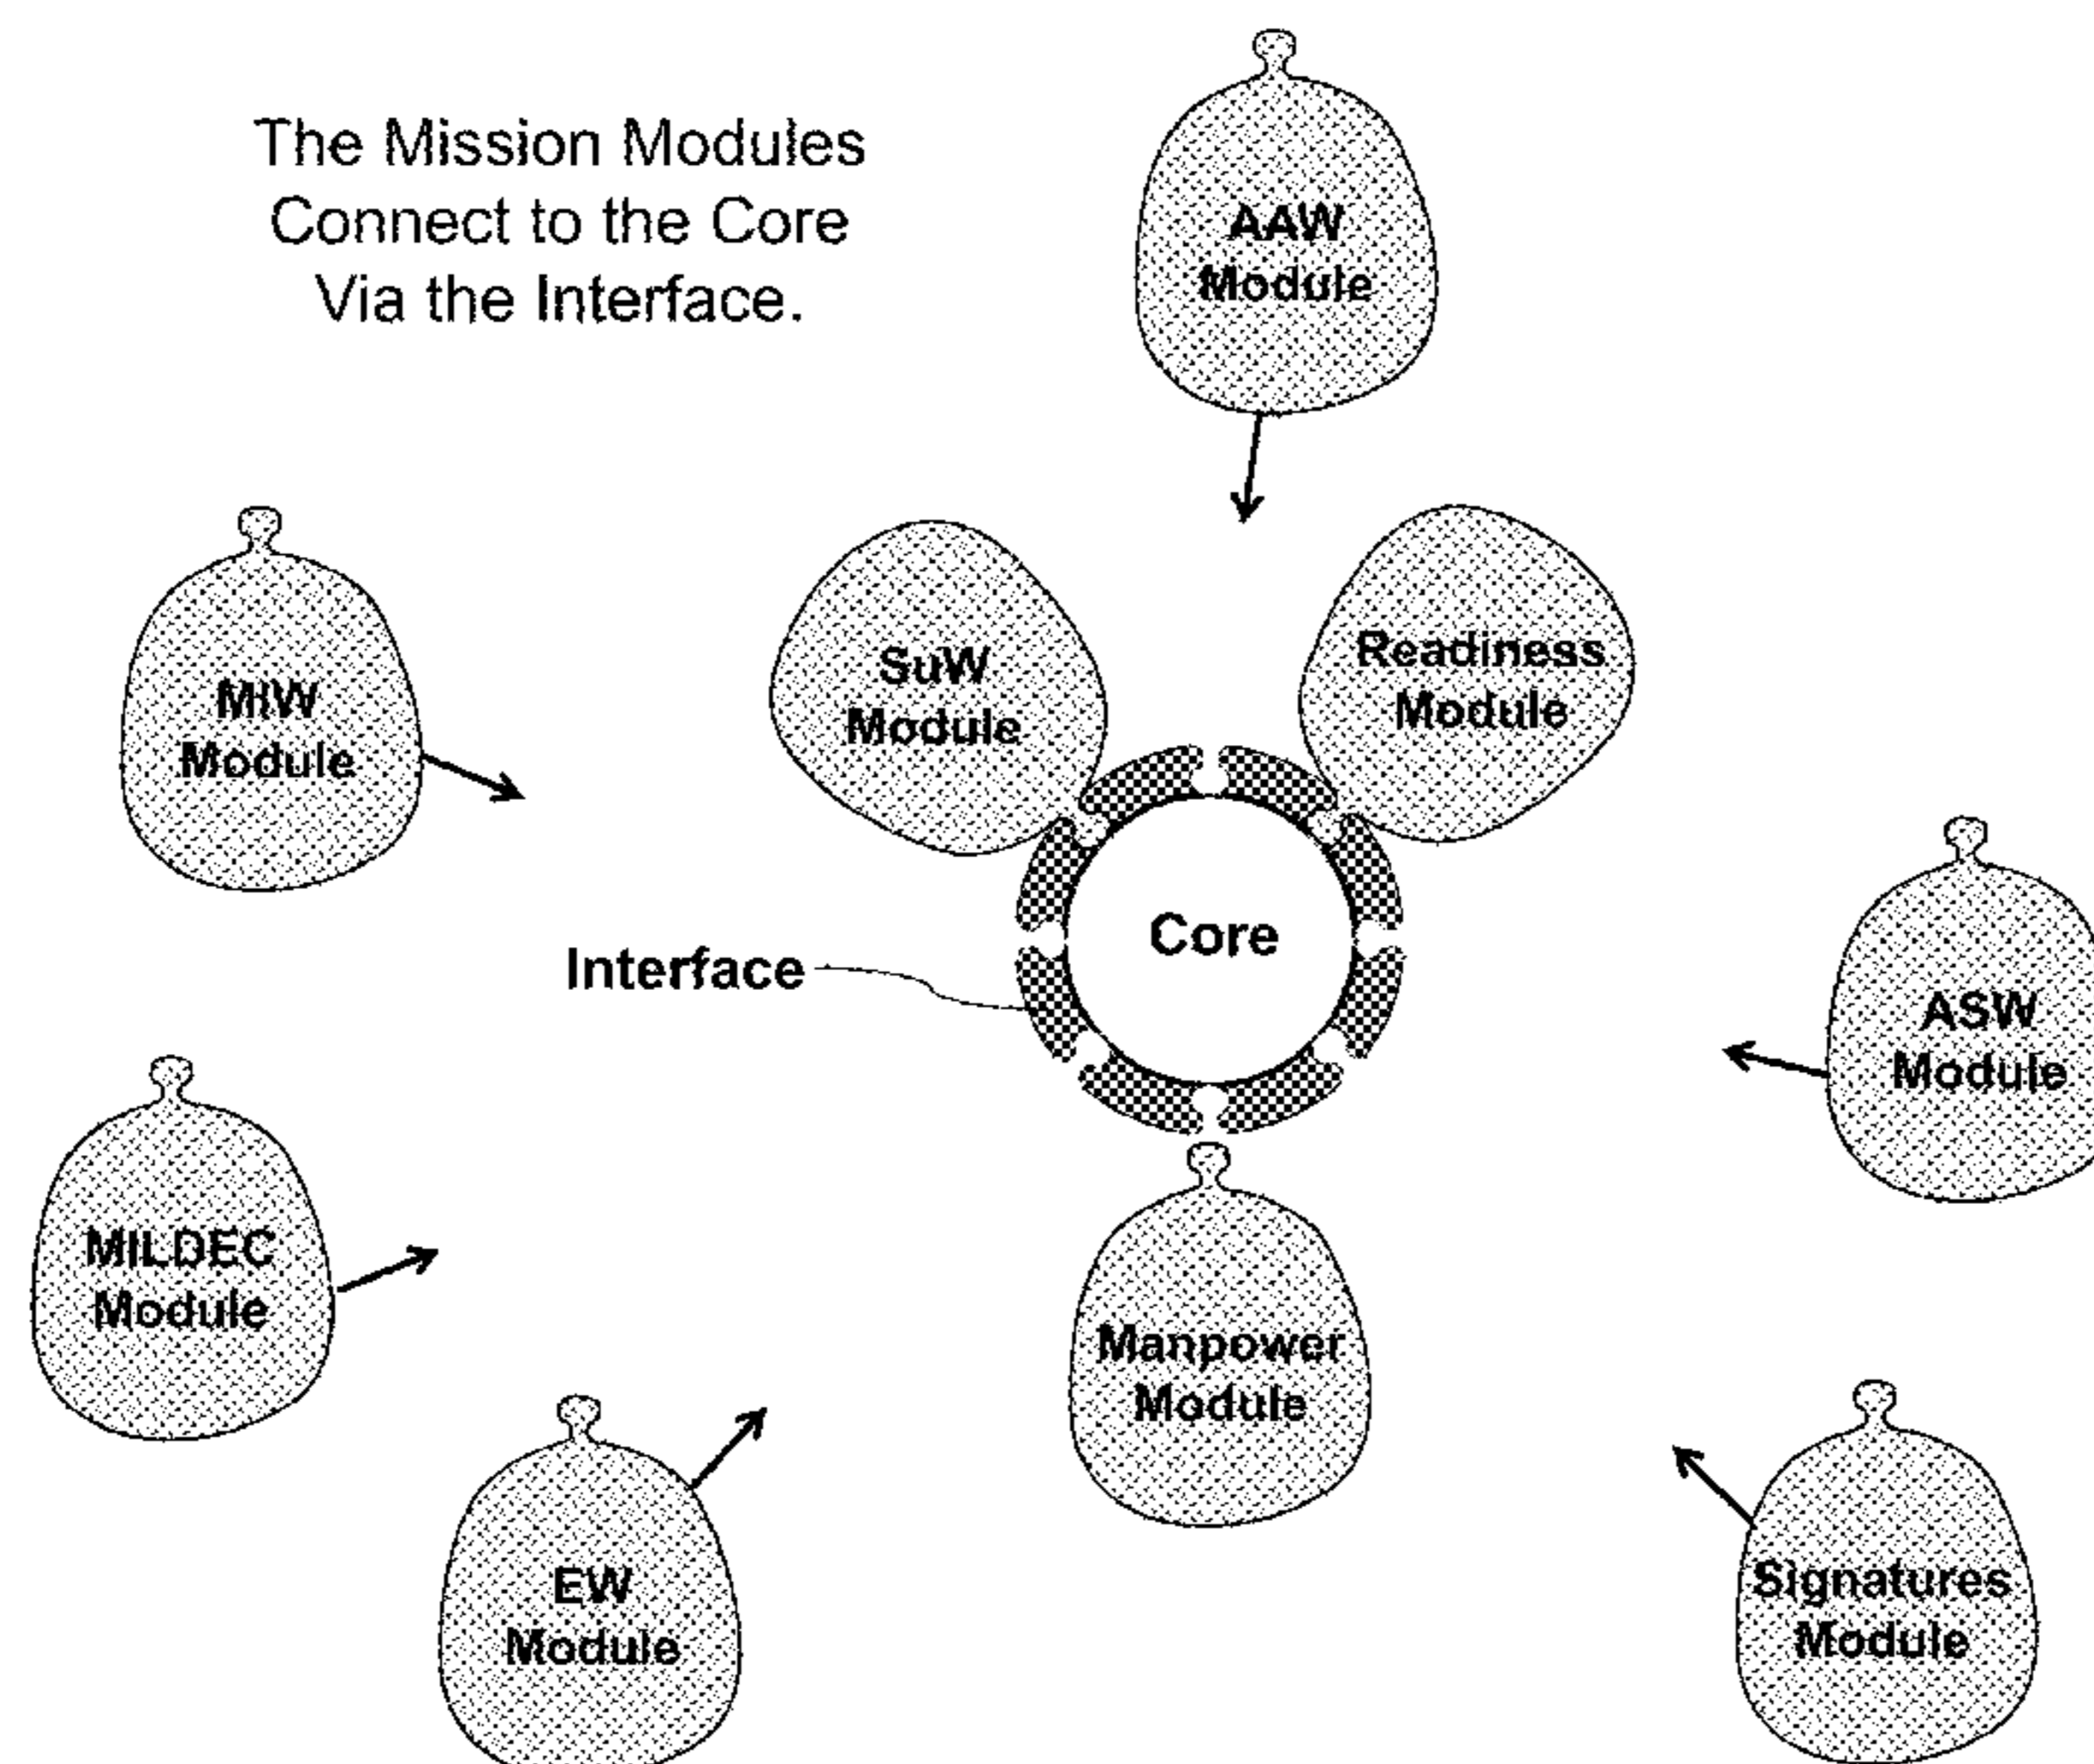 The Mission Modules
Connect to the Core
Via the Interface.
AAW
Module
SuW
Module
Readiness
Module
MIW
Module
Core
Interface
ASW
Module
MILDEC
Module
Manpower
Module
EW
Module
Signatures
Module